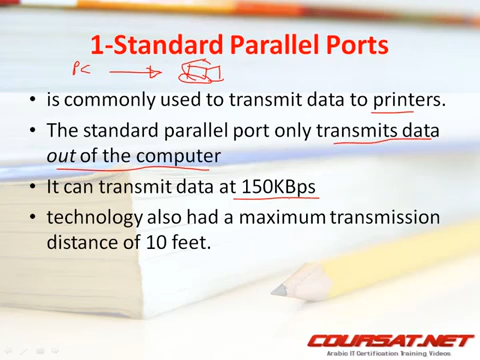 1-Standard Parallel Ports
PC
• is commonly used to transmit data to printers.
• The standard parallel port only transmits data
out of the computer
• It can transmit data at 150KBps
• technology also had a maximum transmission
distance of 10 feet.
COURSAT.NET
Arabic IT Certification Training Videos